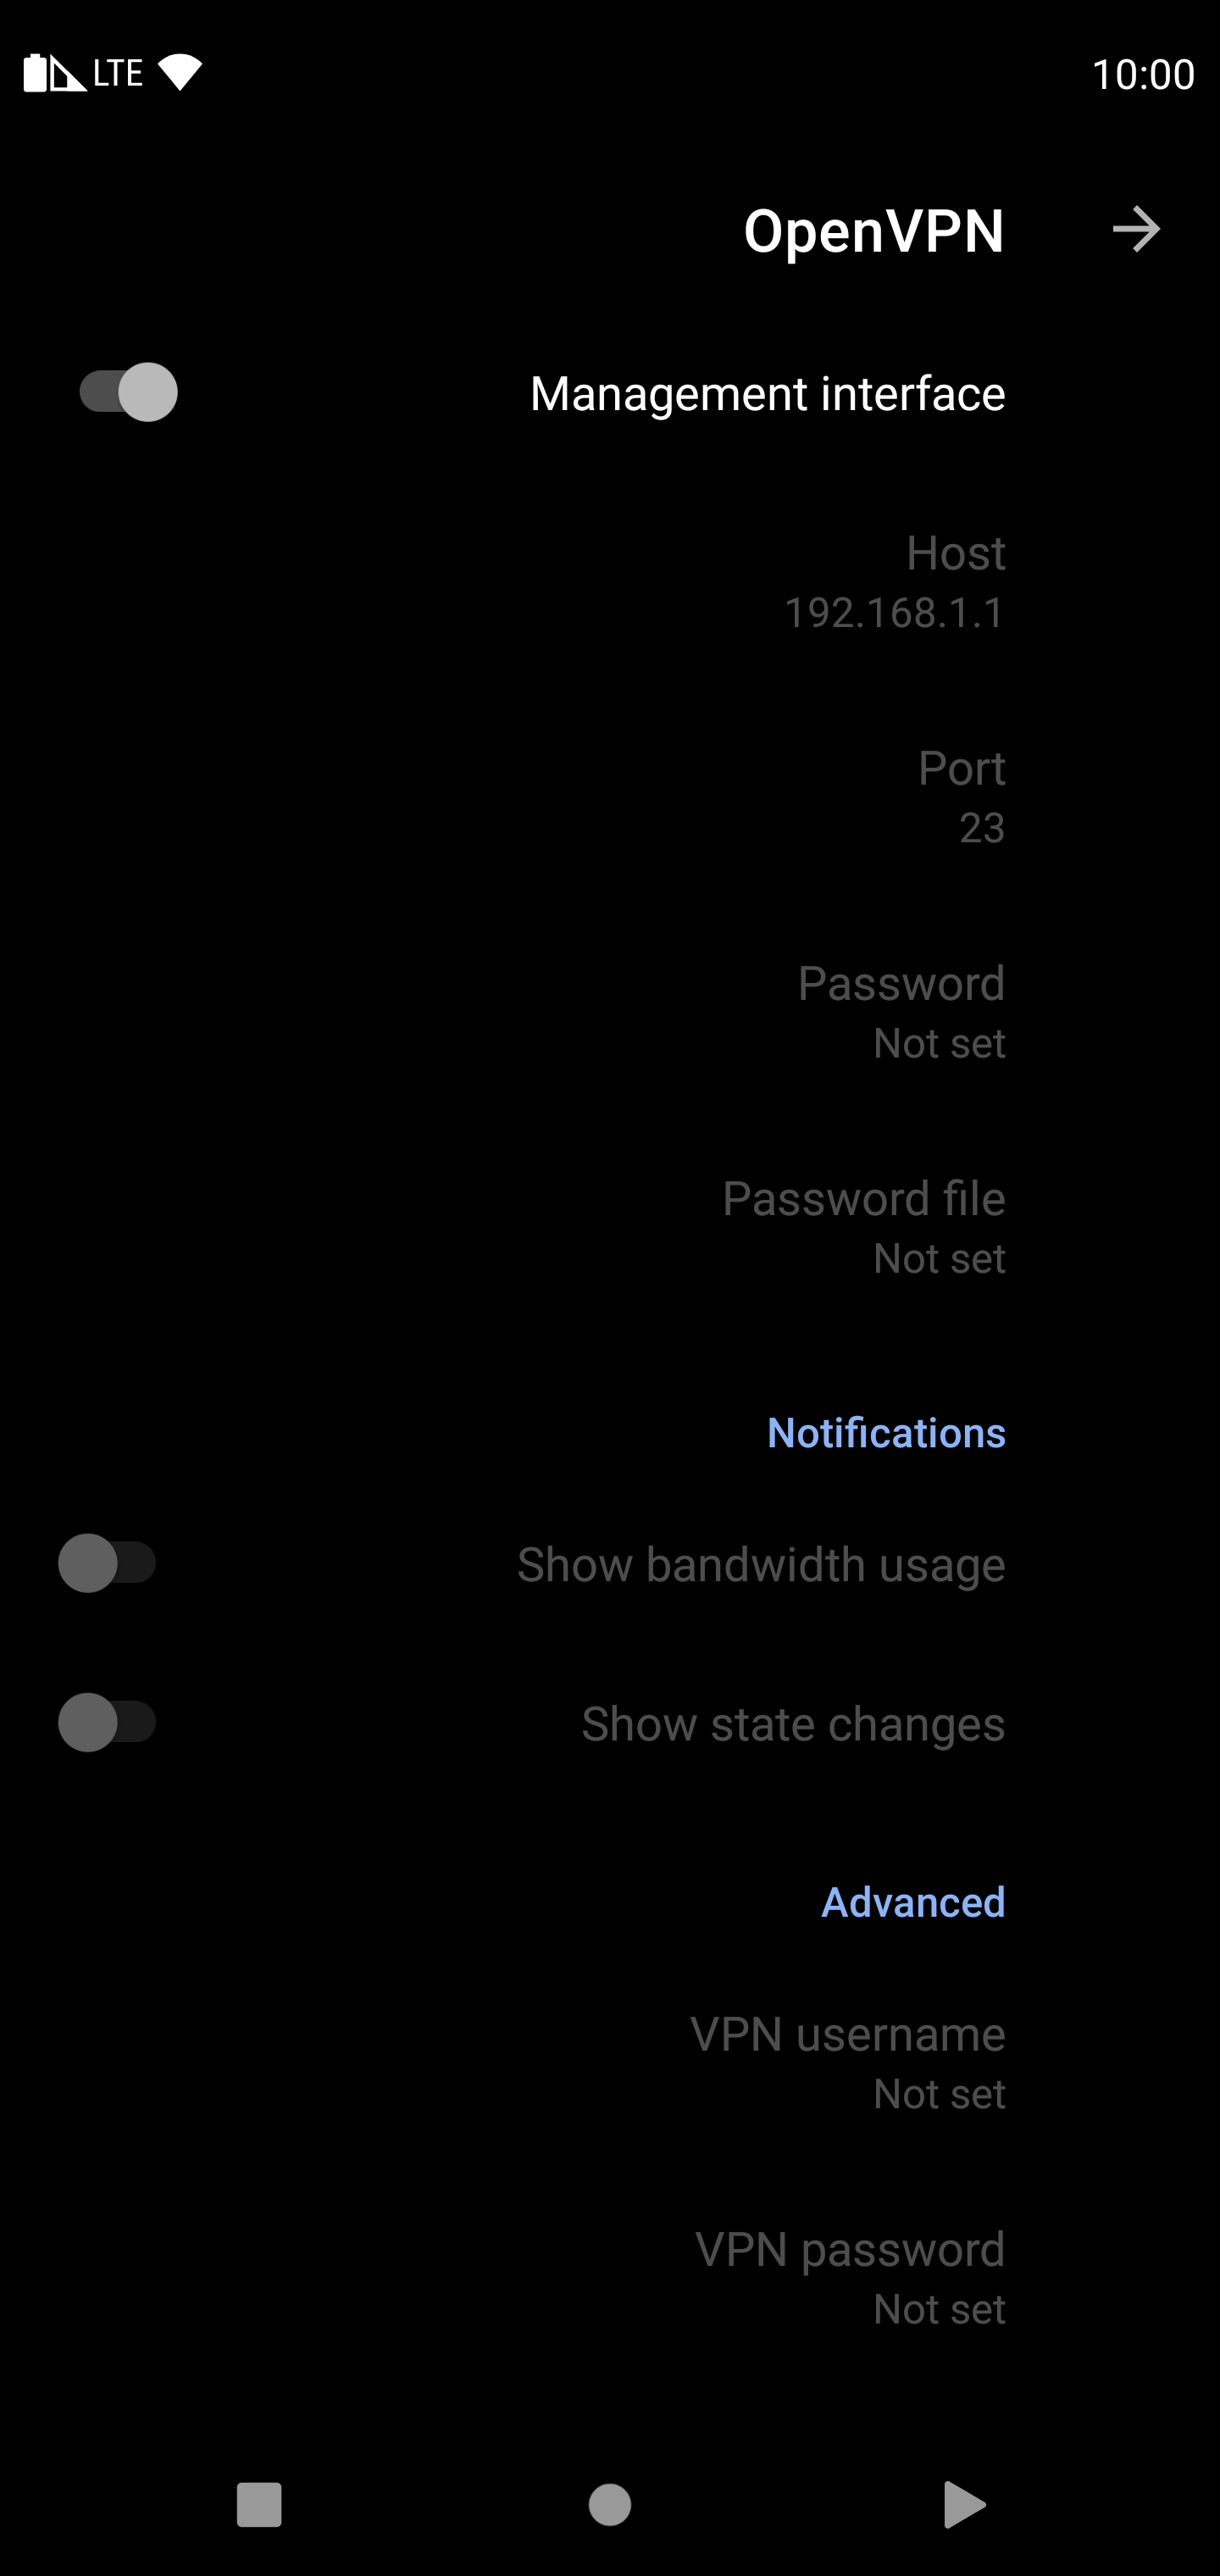 LTE 10:00
OpenVPN
Management interface
Host
192.168.1.1
Port
23
Password
Not set
Password file
Not set
Notifications
Show bandwidth usage
Show state changes
Advanced
VPN username
Not set
VPN password
Not set